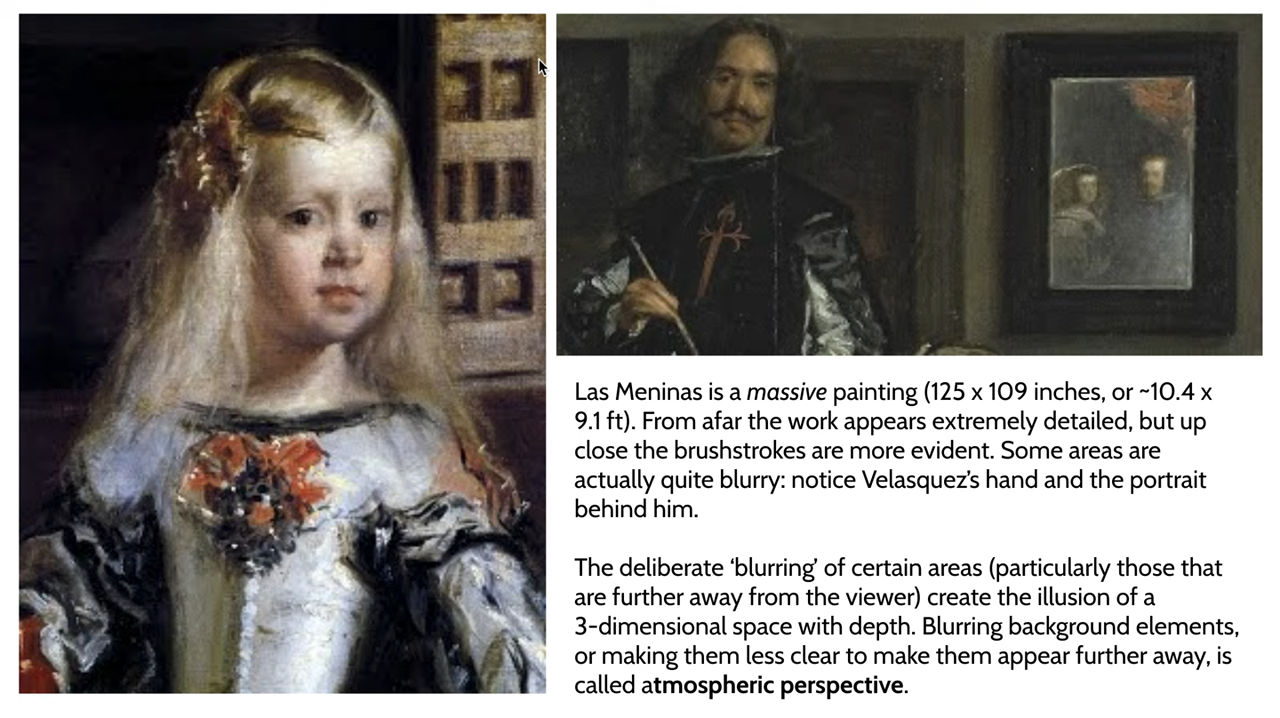 Las Meninas is a massive painting (125 x 109 inches, or ~10.4 x
9.1 ft). From afar the work appears extremely detailed, but up
close the brushstrokes are more evident. Some areas are
actually quite blurry: notice Velasquez’s hand and the portrait
behind him.
The deliberate ‘blurring’ of certain areas (particularly those that
are further away from the viewer) create the illusion of a
3-dimensional space with depth. Blurring background elements,
or making them less clear to make them appear further away, is
called atmospheric perspective.